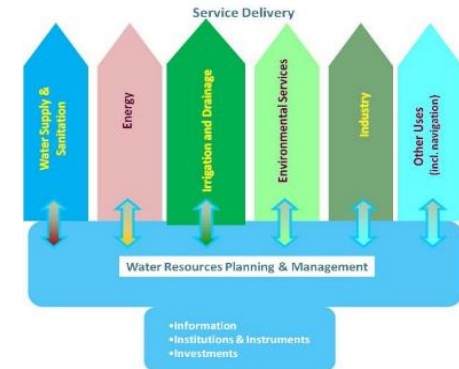 Service Delivery
Water Supply &
Sanitation
Energy
Irrigation and Drainage
Environmental Services
Industry
Other Uses
(incl. navigation)
Water Resources Planning & Management
•Information
•Institutions & Instruments
•Investments